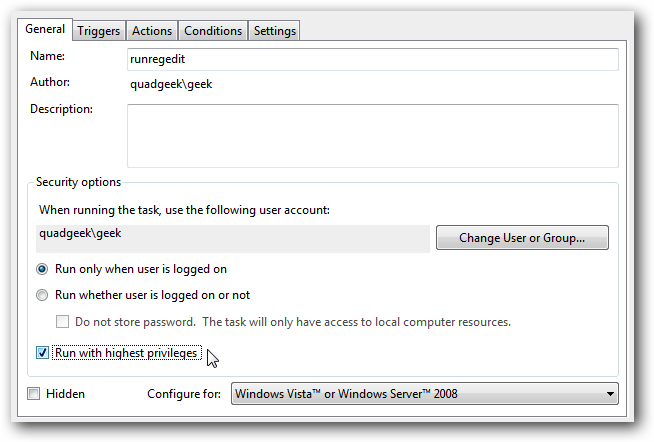 General Triggers Actions Conditions Settings
Name: runregedit
Author: quadgeek\geek
Description:
Security options
When running the task, use the following user account:
quadgeek\geek Change User or Group...
Run only when user is logged on
Run whether user is logged on or not
Do not store password. The task will only have access to local computer resources.
Run with highest privileges
Hidden Configure for: Windows Vista™ or Windows Server™ 2008